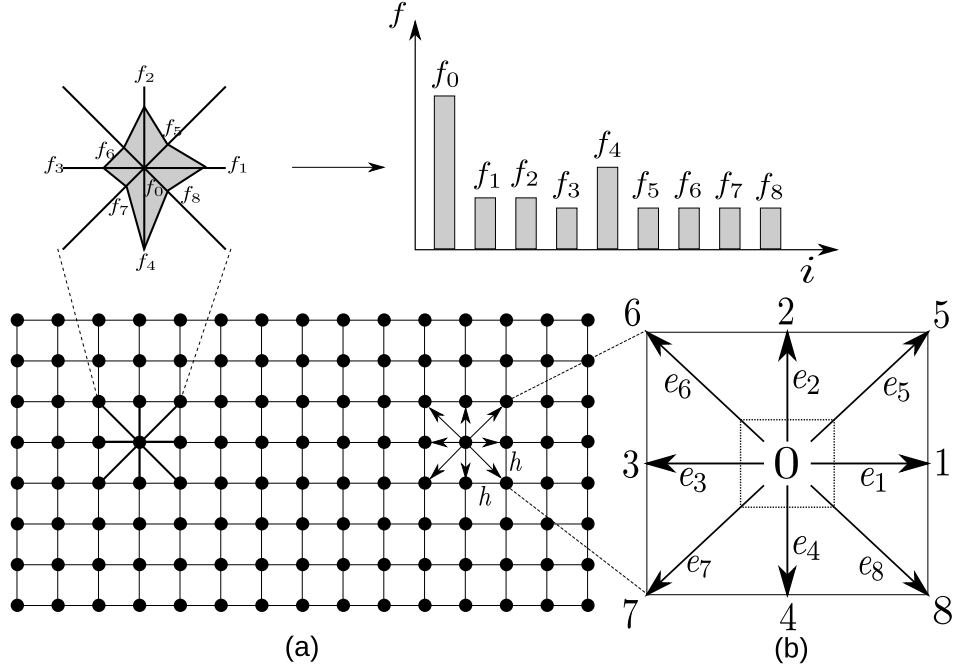 f
f₀
f₁ f₂ f₃ f₄ f₅ f₆ f₇ f₈
i
f₂
f₅
f₆
f₃ f₁
f₀ f₈
f₇
f₄
h
h
6 2 5
e₆ e₂ e₅
3 0 1
e₃ e₁
e₇ e₄ e₈
7 4 8
(a) (b)